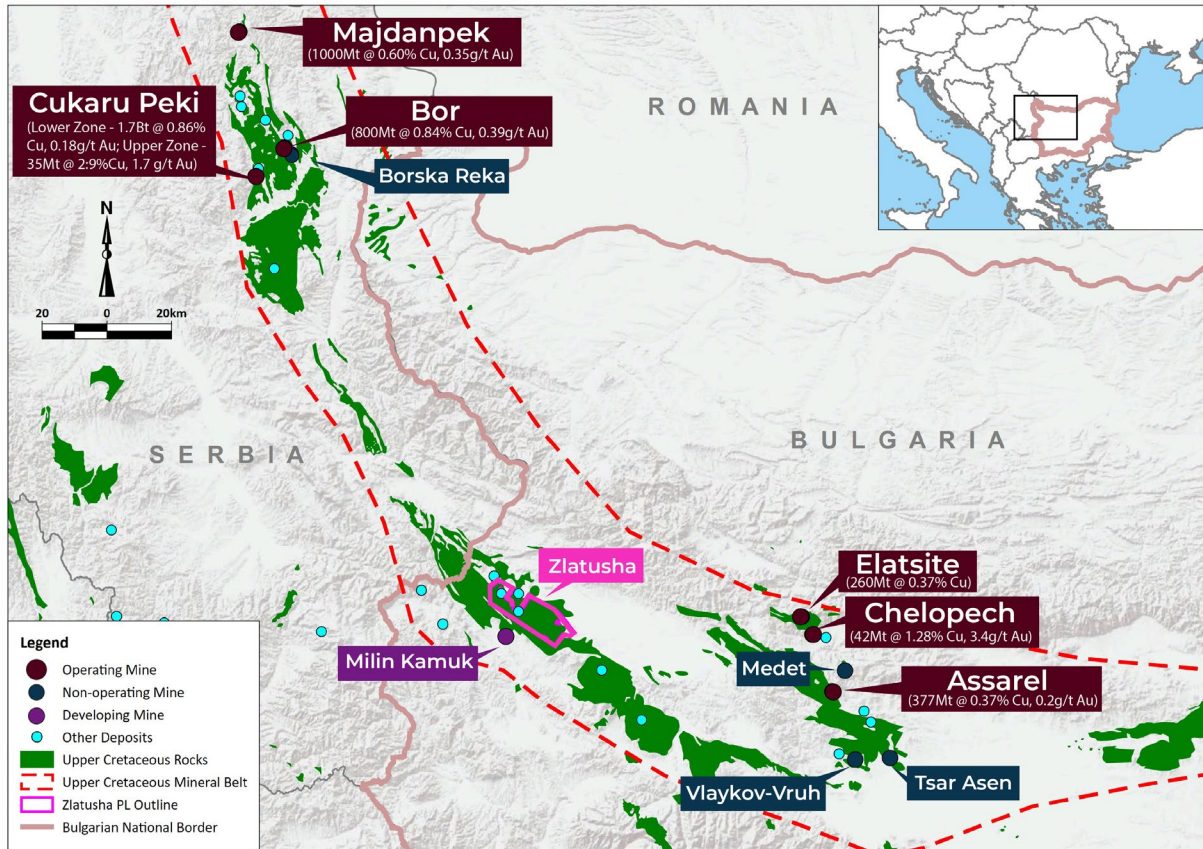 Majdanpek
(1000Mt @ 0.60% Cu, 0.35g/t Au)
Cukaru Peki
(Lower Zone - 1.7Bt @ 0.86%
Cu, 0.18g/t Au; Upper Zone -
35Mt @ 2:9%Cu, 1.7 g/t Au)
Bor
(800Mt @ 0.84% Cu, 0.39g/t Au)
Borska Reka
ROMANIA
N
20 0 20km
SERBIA
BULGARIA
Zlatusha
Milin Kamuk
Elatsite
(260Mt @ 0.37% Cu)
Chelopech
(42Mt @ 1.28% Cu, 3.4g/t Au)
Medet
Assarel
(377Mt @ 0.37% Cu, 0.2g/t Au)
Vlaykov-Vruh
Tsar Asen
Legend
Operating Mine
Non-operating Mine
Developing Mine
Other Deposits
Upper Cretaceous Rocks
Upper Cretaceous Mineral Belt
Zlatusha PL Outline
Bulgarian National Border